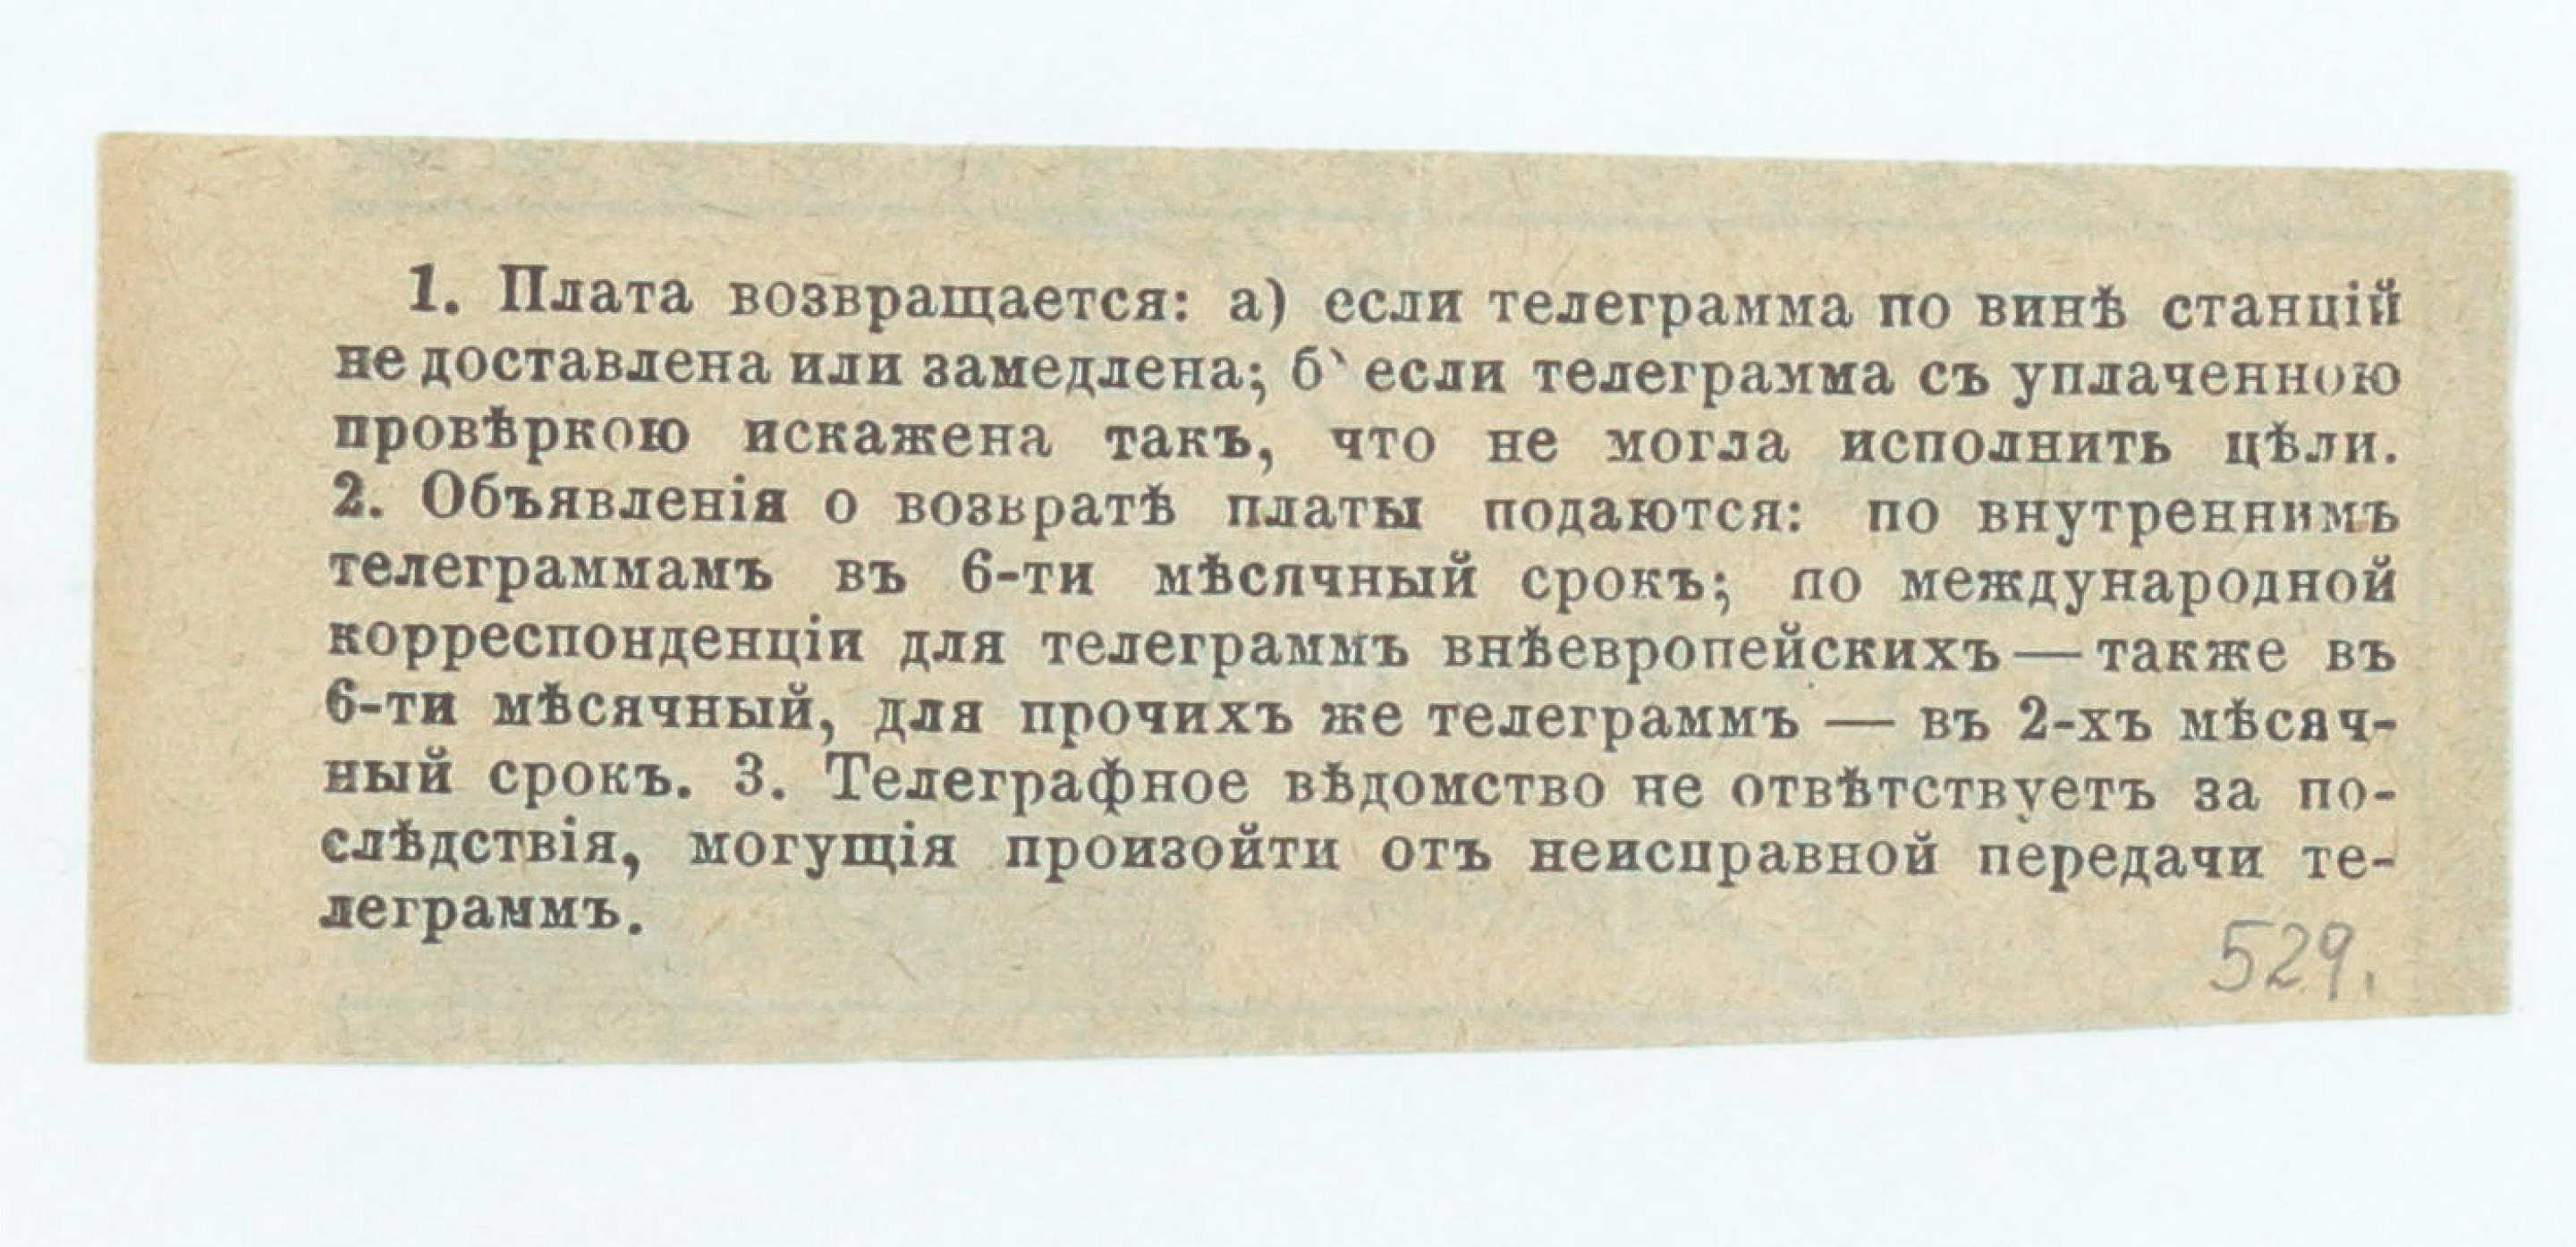 1. Плата возвращается: а) если телеграмма по винѣ станцій
не доставлена или замедлена; б) если телеграмма съ уплаченною
провѣркою искажена такъ, что не могла исполнить цѣли.
2. Объявленія о возвратѣ платы подаются: по внутреннимъ
телеграммамъ въ 6-ти мѣсячный срокъ; по международной
корреспонденціи для телеграммъ внѣевропейскихъ — также въ
6-ти мѣсячный, для прочихъ же телеграммъ — въ 2-хъ мѣсяч-
ный срокъ. 3. Телеграфное вѣдомство не отвѣтствуетъ за по-
слѣдствія, могущія произойти отъ неисправной передачи те-
леграммъ.
529.